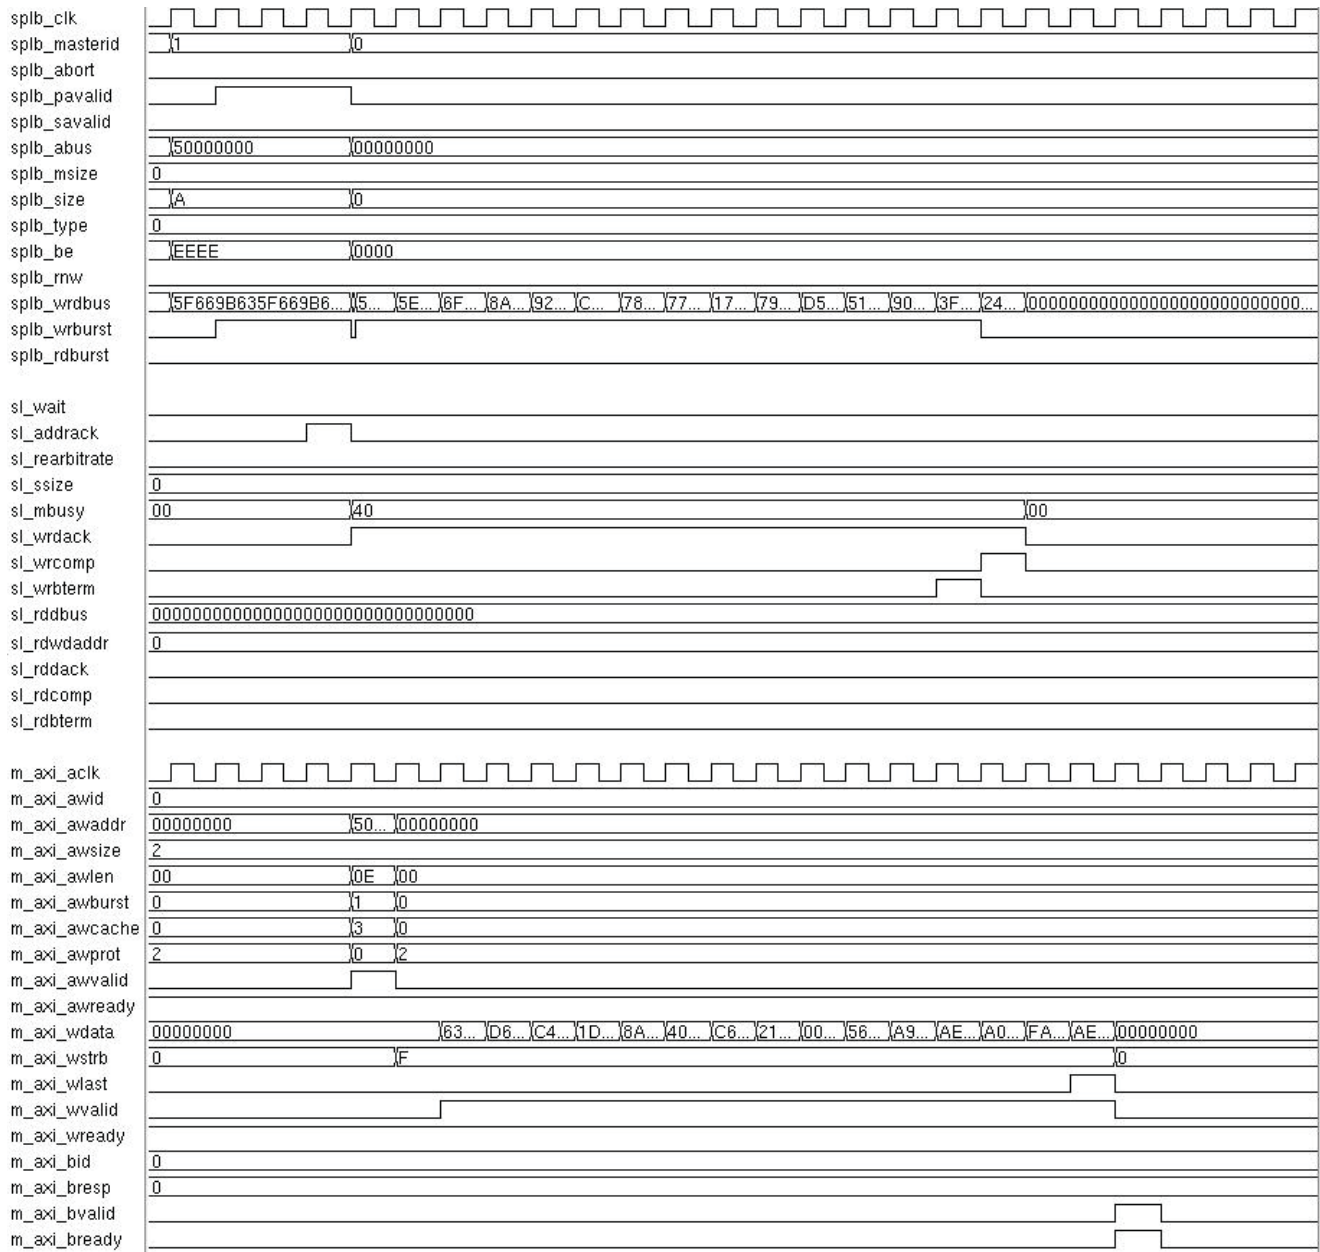 splb_clk
splb_masterid 1 0
splb_abort
splb_pavalid
splb_savalid
splb_abus 50000000 00000000
splb_msize 0
splb_size A 0
splb_type 0
splb_be EEEE 0000
splb_rnw
splb_wrdbus 5F669B635F669B6... 5... 5E... 6F... 8A... 92... C... 78... 77... 17... 79... D5... 51... 90... 3F... 24... 0000000000000000000000000000...
splb_wrburst
splb_rdburst
sl_wait
sl_addrack
sl_rearbitrate
sl_ssize 0
sl_mbusy 00 40 00
sl_wrdack
sl_wrcomp
sl_wrbterm
sl_rddbus 00000000000000000000000000000000
sl_rdwdaddr 0
sl_rddack
sl_rdcomp
sl_rdbterm
m_axi_aclk
m_axi_awid 0
m_axi_awaddr 00000000 50... 00000000
m_axi_awsize 2
m_axi_awlen 00 0E 00
m_axi_awburst 0 1 0
m_axi_awcache 0 3 0
m_axi_awprot 2 0 2
m_axi_awvalid
m_axi_awready
m_axi_wdata 00000000 63... D6... C4... 1D... 8A... 40... C6... 21... 00... 56... A9... AE... A0... FA... AE... 00000000
m_axi_wstrb 0 F 0
m_axi_wlast
m_axi_wvalid
m_axi_wready
m_axi_bid 0
m_axi_bresp 0
m_axi_bvalid
m_axi_bready